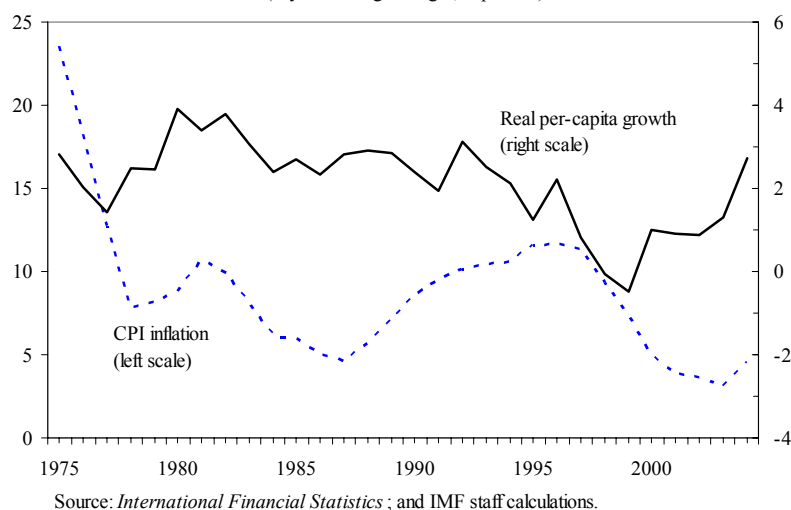 25
20
15
10
5
0
6
4
2
0
-2
-4
Real per-capita growth
(right scale)
CPI inflation
(left scale)
1975 1980 1985 1990 1995 2000
Source: International Financial Statistics ; and IMF staff calculations.